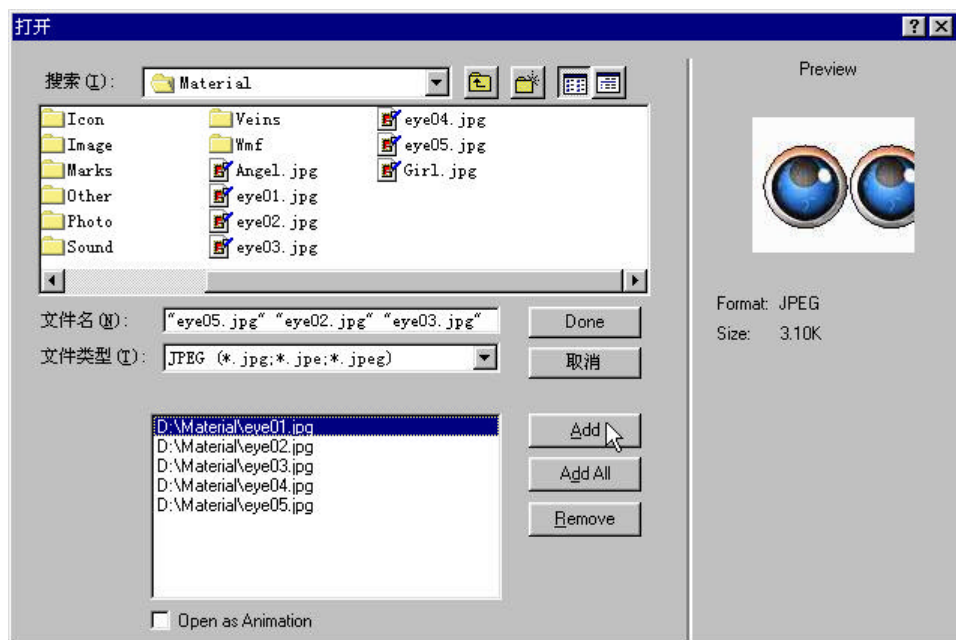 打开
搜索(I): Material
Preview
Icon Veins eye04.jpg
Image Wmf eye05.jpg
Marks Angel.jpg Girl.jpg
Other eye01.jpg
Photo eye02.jpg
Sound eye03.jpg
文件名(N): "eye05.jpg" "eye02.jpg" "eye03.jpg" Done
文件类型(T): JPEG (*.jpg;*.jpe;*.jpeg) 取消
Format: JPEG
Size: 3.10K
D:\Material\eye01.jpg
D:\Material\eye02.jpg
D:\Material\eye03.jpg
D:\Material\eye04.jpg
D:\Material\eye05.jpg
Add
Add All
Remove
Open as Animation